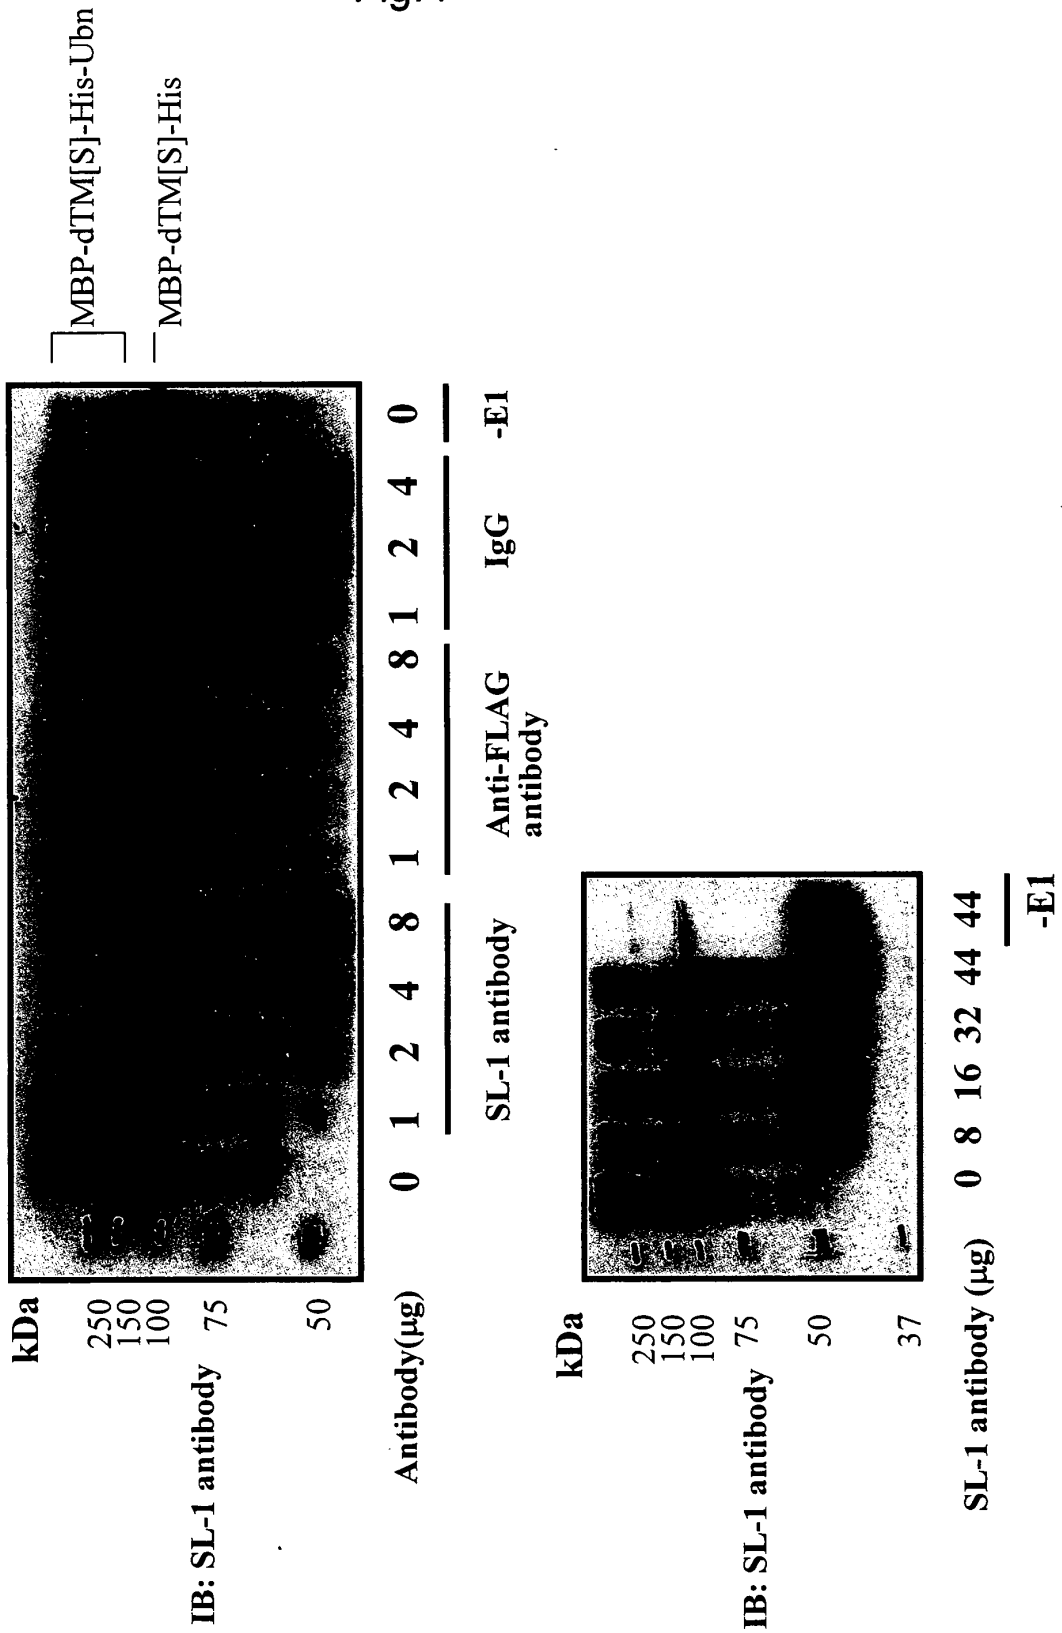 kDa
250
150
100
75
50
IB: SL-1 antibody
MBP-dTM[S]-His-Ubn
MBP-dTM[S]-His
Antibody(μg) 0 1 2 4 8 1 2 4 8 1 2 4 0
SL-1 antibody
Anti-FLAG
antibody
IgG
-E1
kDa
250
150
100
75
50
37
IB: SL-1 antibody
SL-1 antibody (μg) 0 8 16 32 44 44
-E1